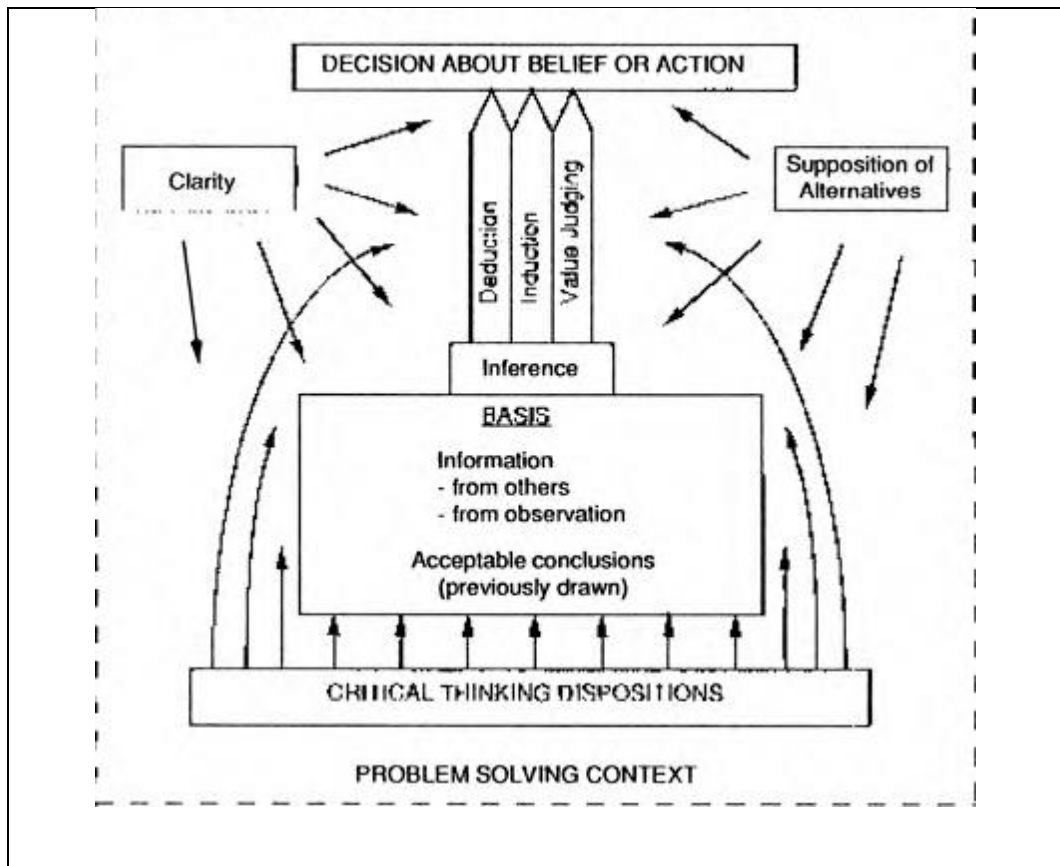 DECISION ABOUT BELIEF OR ACTION
Clarity
Supposition of
Alternatives
Deduction
Induction
Value Judging
Inference
BASIS
Information
- from others
- from observation
Acceptable conclusions
(previously drawn)
CRITICAL THINKING DISPOSITIONS
PROBLEM SOLVING CONTEXT